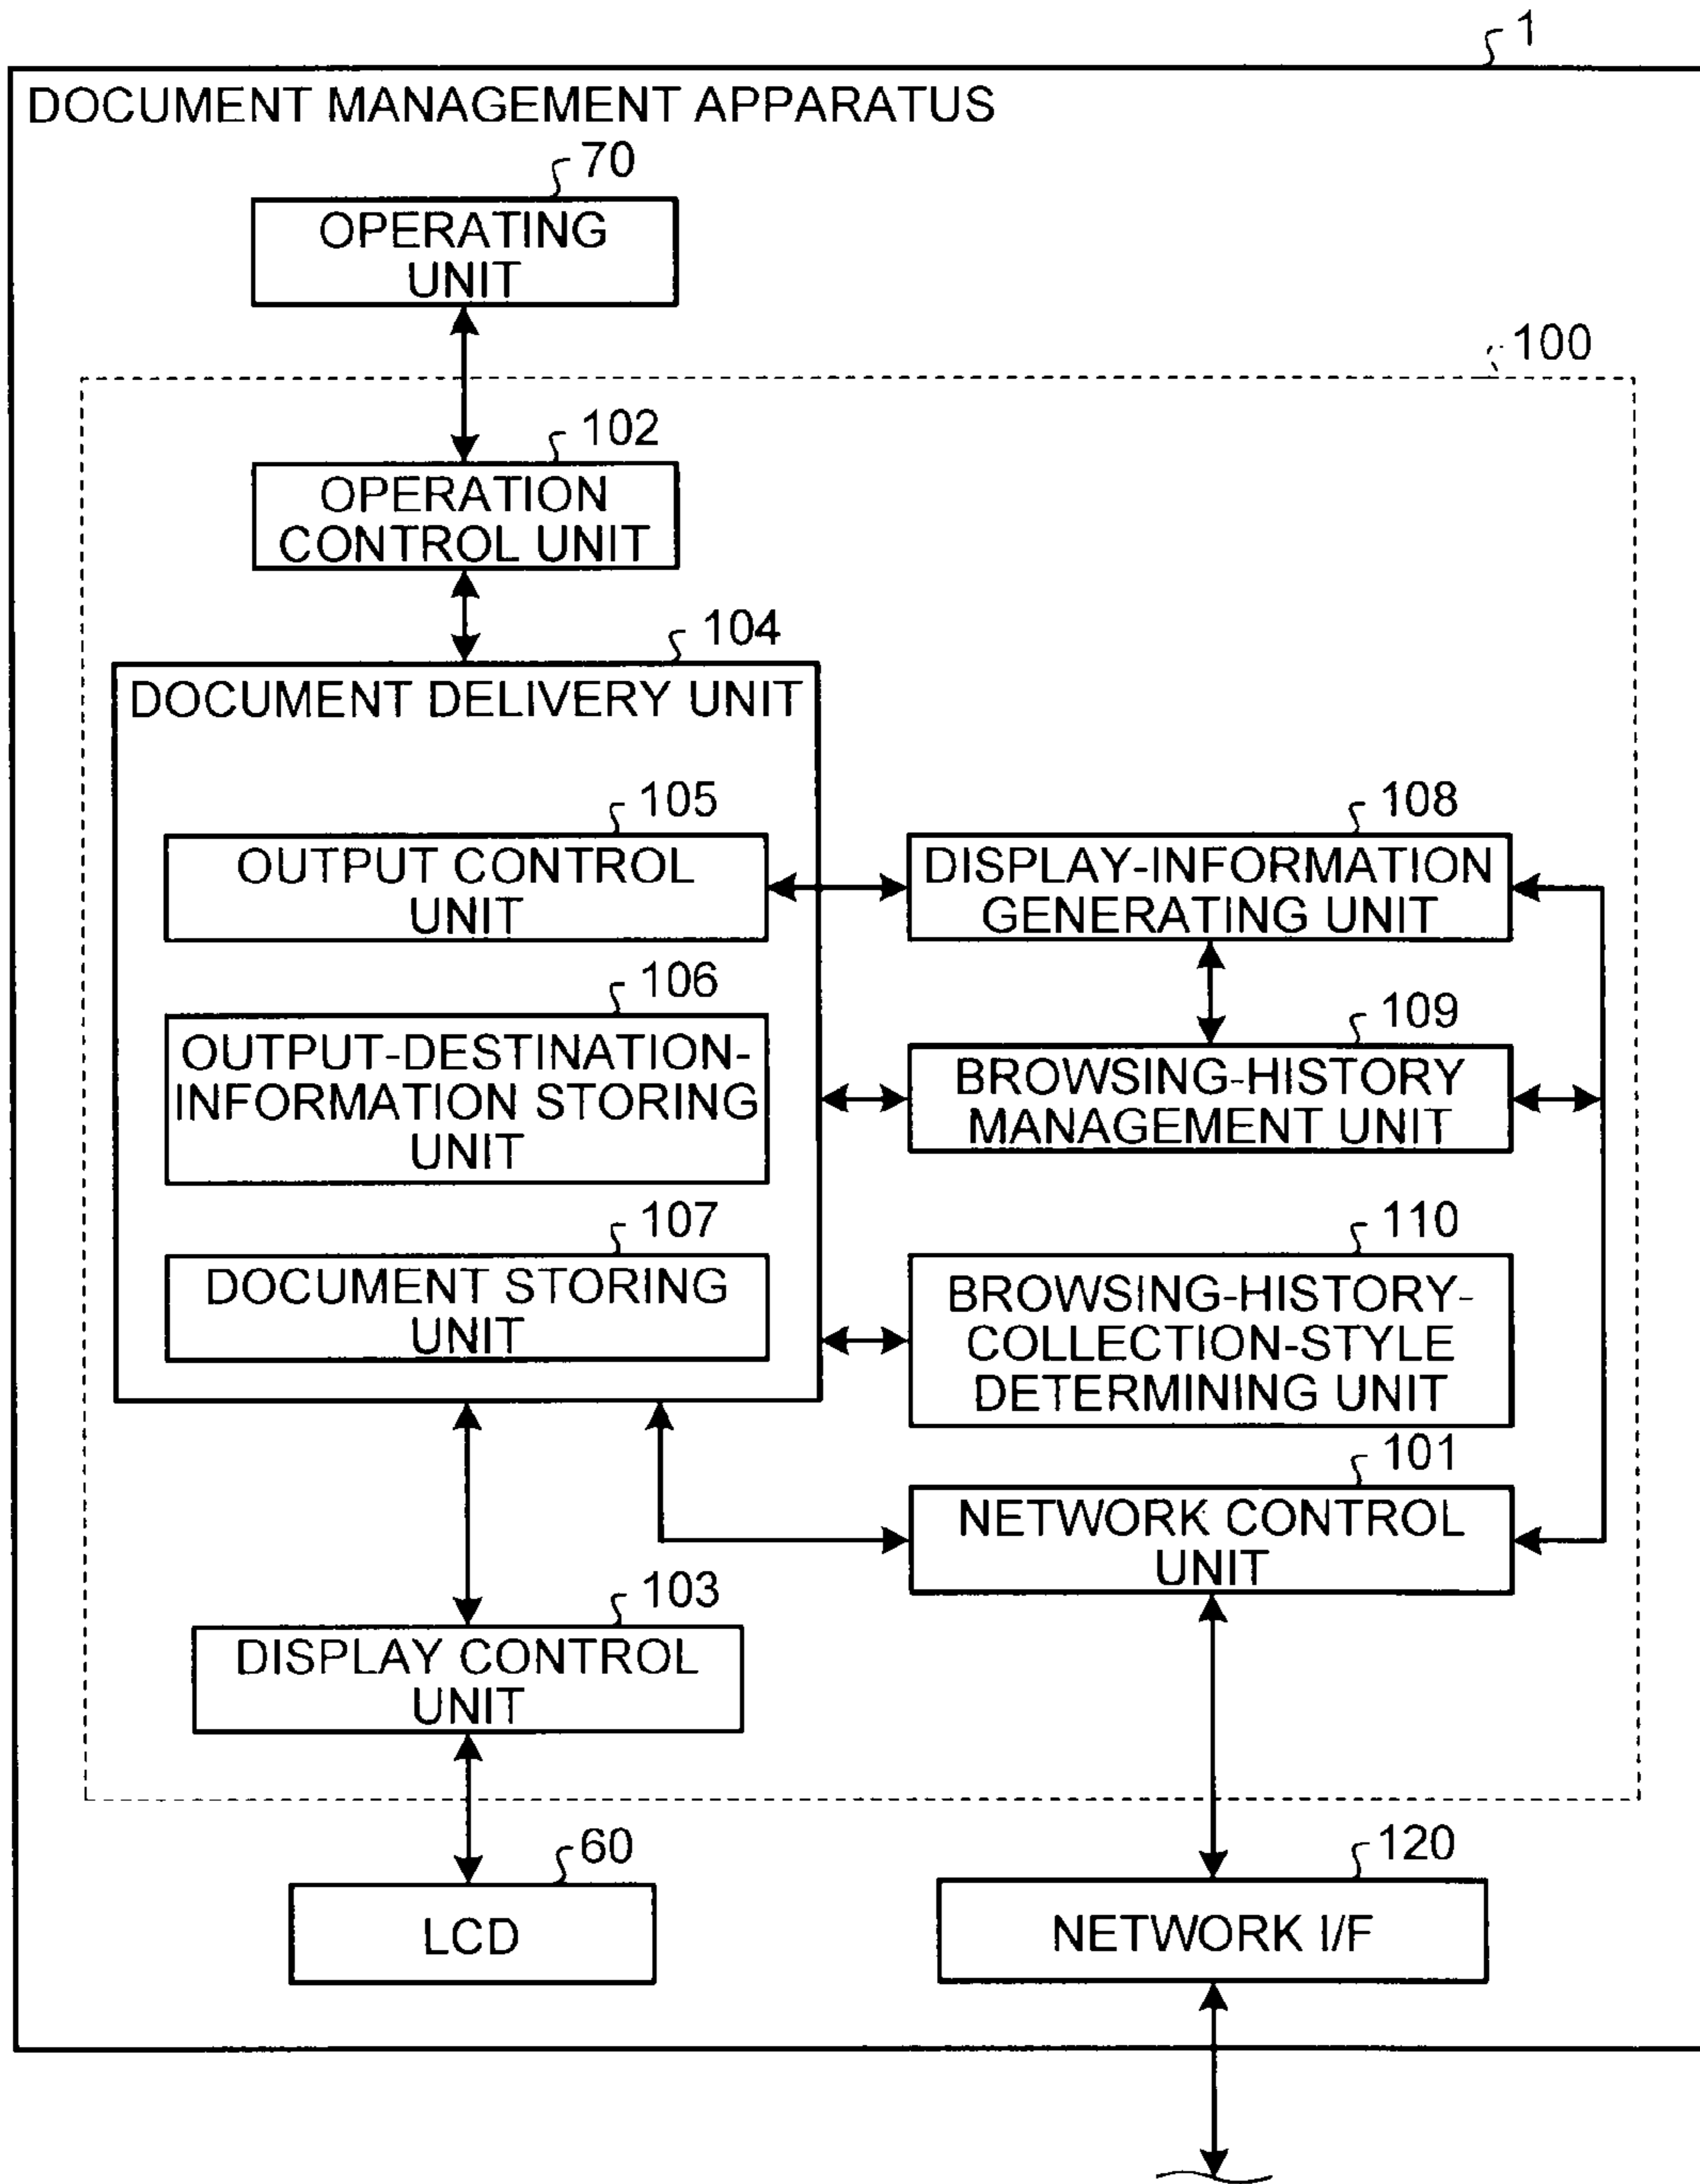 1
DOCUMENT MANAGEMENT APPARATUS
70
OPERATING
UNIT
100
102
OPERATION
CONTROL UNIT
104
DOCUMENT DELIVERY UNIT
105
OUTPUT CONTROL
UNIT
108
DISPLAY-INFORMATION
GENERATING UNIT
106
OUTPUT-DESTINATION-
INFORMATION STORING
UNIT
109
BROWSING-HISTORY
MANAGEMENT UNIT
107
DOCUMENT STORING
UNIT
110
BROWSING-HISTORY-
COLLECTION-STYLE
DETERMINING UNIT
101
NETWORK CONTROL
UNIT
103
DISPLAY CONTROL
UNIT
60
LCD
120
NETWORK I/F